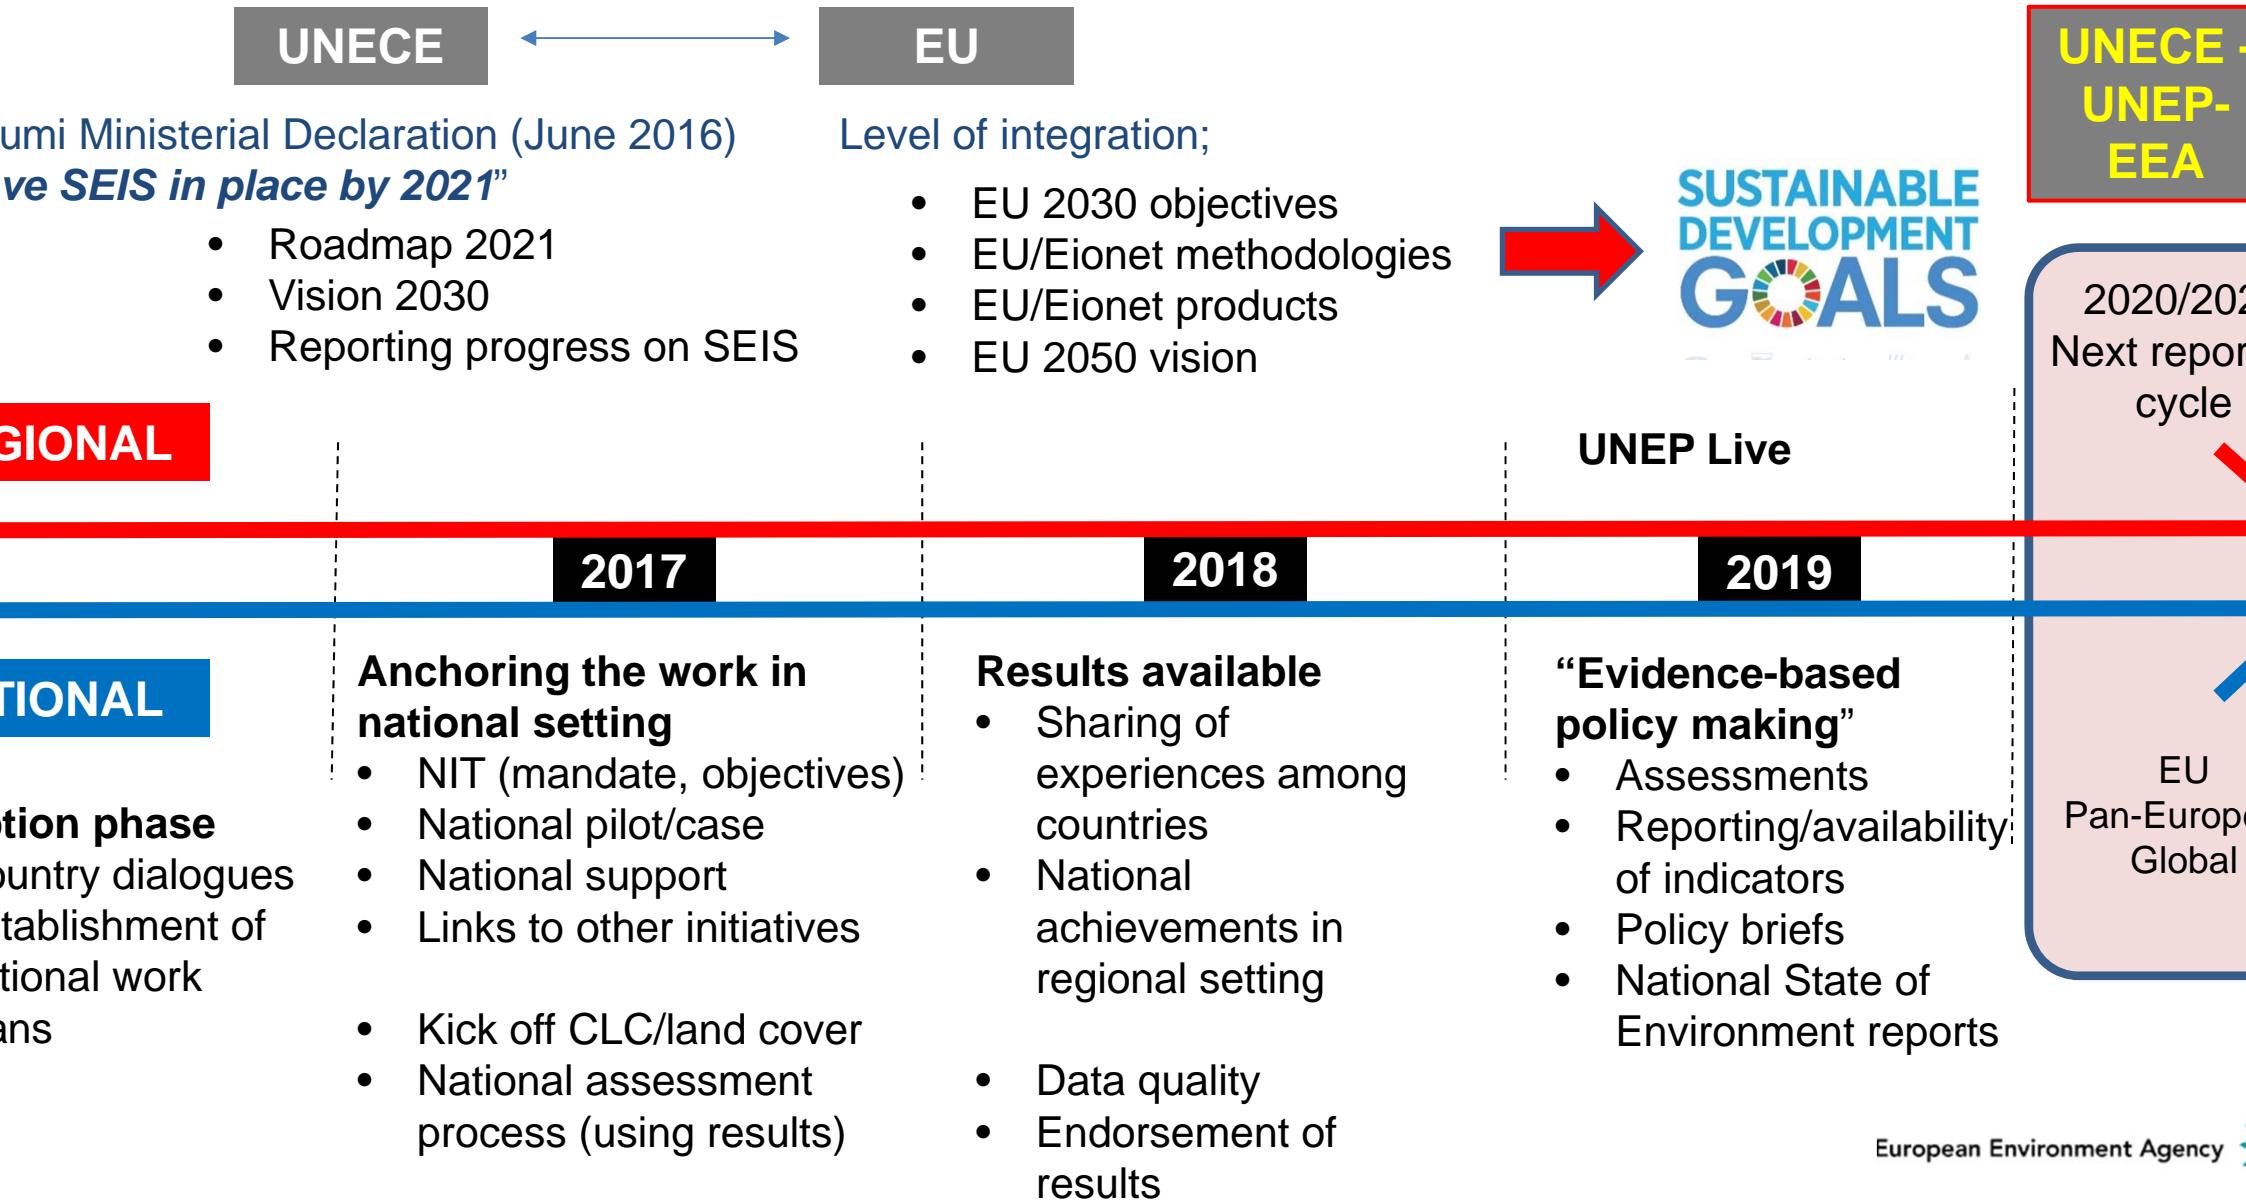 UNECE
EU
UNECE -
UNEP-
EEA
umi Ministerial Declaration (June 2016)
ve SEIS in place by 2021”
• Roadmap 2021
• Vision 2030
• Reporting progress on SEIS
Level of integration;
• EU 2030 objectives
• EU/Eionet methodologies
• EU/Eionet products
• EU 2050 vision
SUSTAINABLE
DEVELOPMENT
GOALS
2020/202
Next repor
cycle
GIONAL
UNEP Live
2017
2018
2019
TIONAL
tion phase
ountry dialogues
tablishment of
tional work
ans
Anchoring the work in
national setting
• NIT (mandate, objectives)
• National pilot/case
• National support
• Links to other initiatives
• Kick off CLC/land cover
• National assessment
process (using results)
Results available
• Sharing of
experiences among
countries
• National
achievements in
regional setting
• Data quality
• Endorsement of
results
“Evidence-based
policy making”
• Assessments
• Reporting/availability
of indicators
• Policy briefs
• National State of
Environment reports
EU
Pan-Europe
Global
European Environment Agency